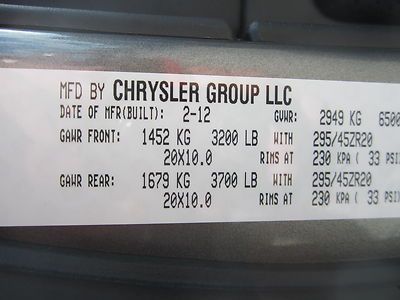 MFD BY CHRYSLER GROUP LLC
DATE OF MFR(BUILT): 2-12 GVWR: 2949 KG 6500
GAWR FRONT: 1452 KG 3200 LB WITH 295/45ZR20
20X10.0 RIMS AT 230 KPA ( 33 PSI
GAWR REAR: 1679 KG 3700 LB WITH 295/45ZR20
20X10.0 RIMS AT 230 KPA ( 33 PSI